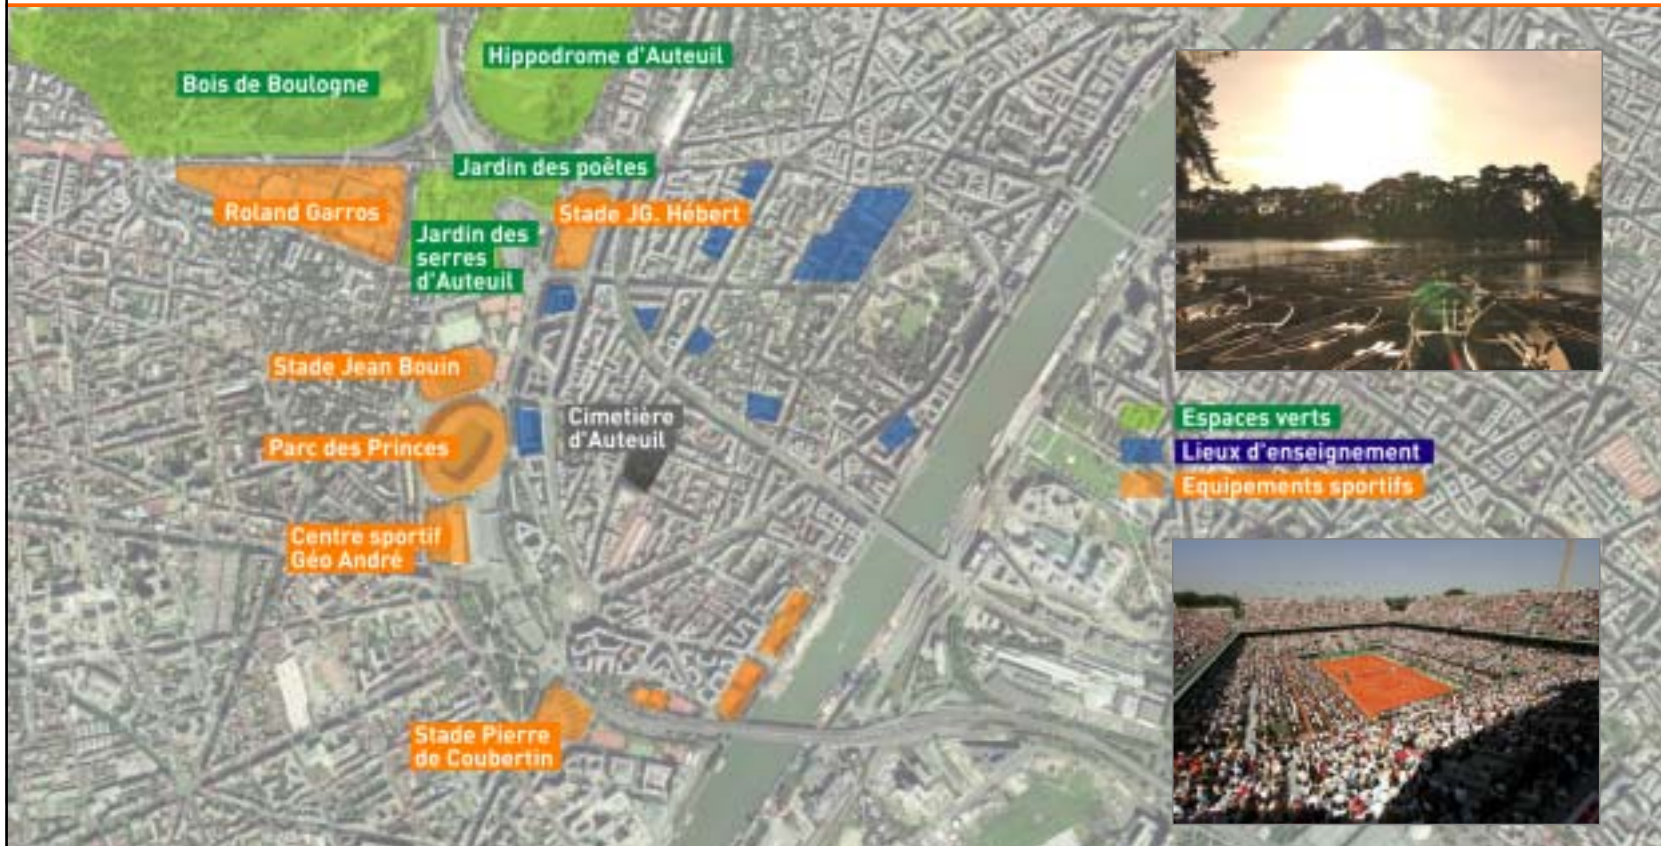 Hippodrome d'Auteuil
Bois de Boulogne
Jardin des poêtes
Roland Garros
Stade JG. Hébert
Jardin des
serres
d'Auteuil
Stade Jean Bouin
Cimetière
d'Auteuil
Parc des Princes
Espaces verts
Lieux d'enseignement
Equipements sportifs
Centre sportif
Géo André
Stade Pierre
de Coubertin